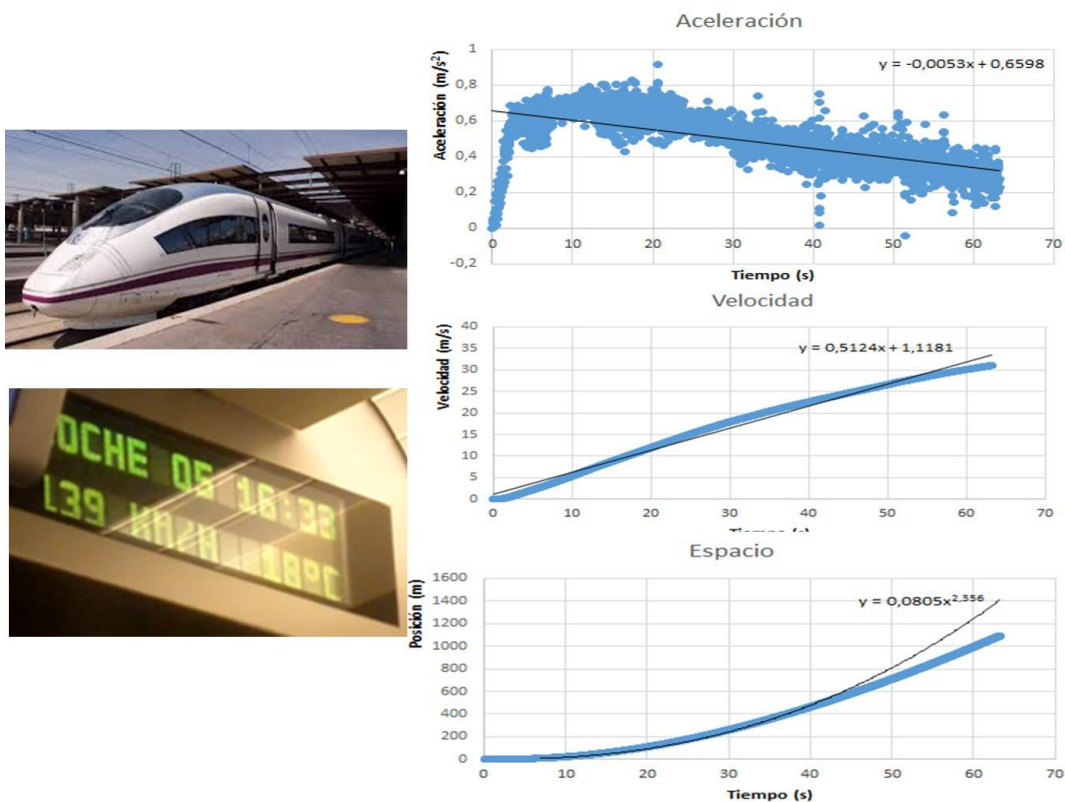 OCHE 05 16:33
139 KM/H 18ºC
Aceleración
y = -0,0053x + 0,6598
Aceleración (m/s²)
1
0,8
0,6
0,4
0,2
0
-0,2
0 10 20 30 40 50 60 70
Tiempo (s)
Velocidad
y = 0,5124x + 1,1181
Velocidad (m/s)
40
35
30
25
20
15
10
5
0
0 10 20 30 40 50 60 70
Tiempo (s)
Espacio
y = 0,0805x^2,356
Posición (m)
1600
1400
1200
1000
800
600
400
200
0
0 10 20 30 40 50 60 70
Tiempo (s)